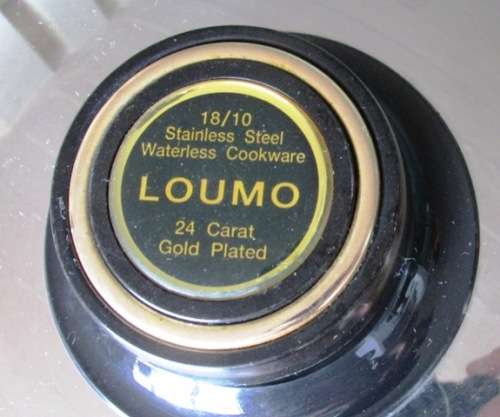 18/10
Stainless Steel
Waterless Cookware
LOUMO
24 Carat
Gold Plated